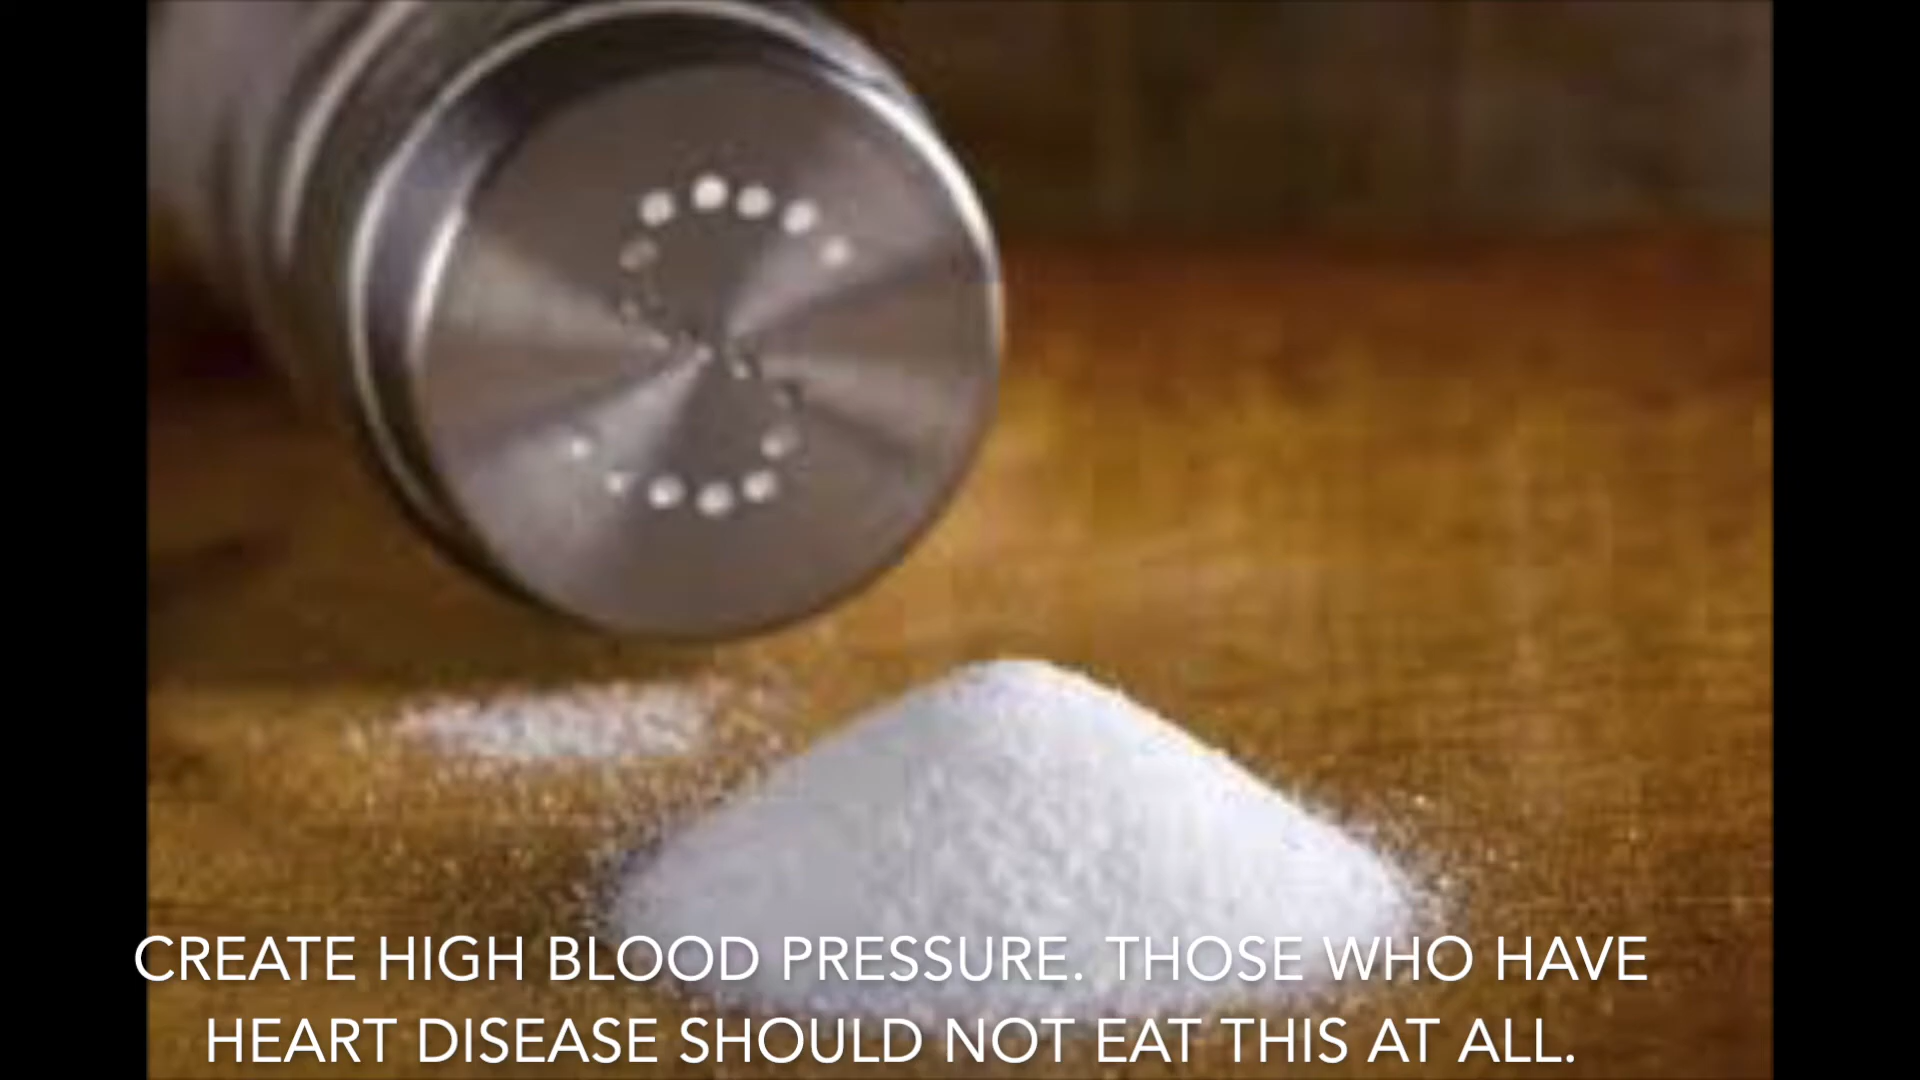 S
CREATE HIGH BLOOD PRESSURE. THOSE WHO HAVE
HEART DISEASE SHOULD NOT EAT THIS AT ALL.